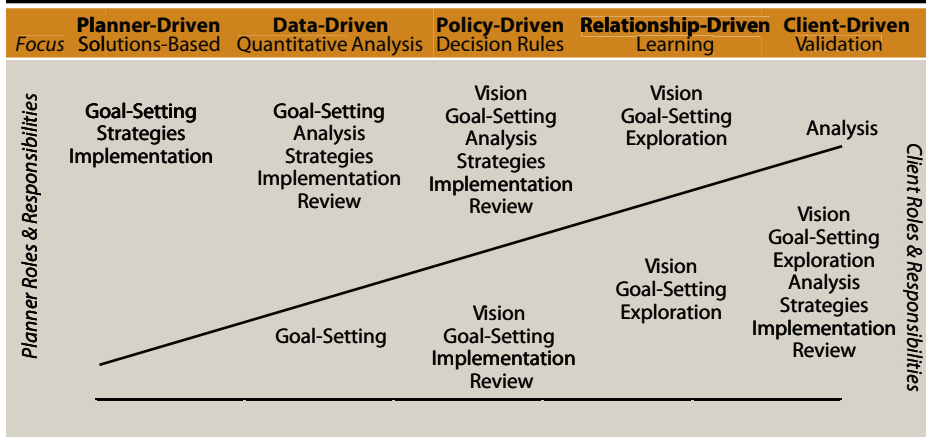 Planner-Driven Data-Driven Policy-Driven Relationship-Driven Client-Driven
Focus Solutions-Based Quantitative Analysis Decision Rules Learning Validation
Planner Roles & Responsibilities
Goal-Setting
Strategies
Implementation
Goal-Setting
Analysis
Strategies
Implementation
Review
Vision
Goal-Setting
Analysis
Strategies
Implementation
Review
Vision
Goal-Setting
Exploration
Analysis
Goal-Setting
Vision
Goal-Setting
Implementation
Review
Vision
Goal-Setting
Exploration
Vision
Goal-Setting
Exploration
Analysis
Strategies
Implementation
Review
Client Roles & Responsibilities